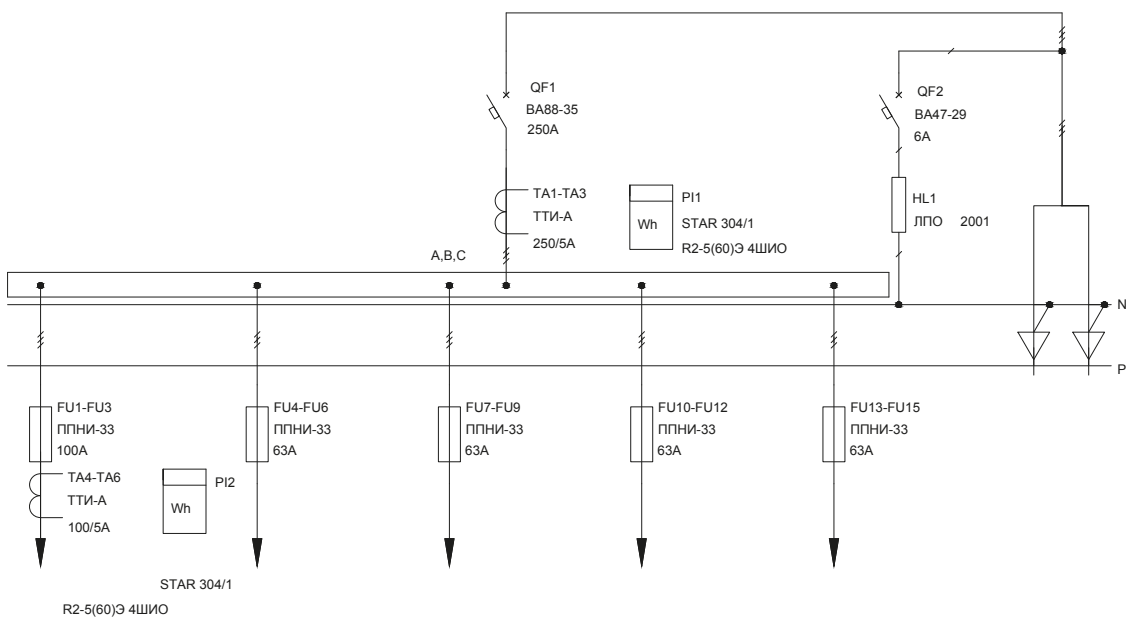 QF1
ВА88-35
250А
QF2
ВА47-29
6А
ТА1-ТА3
ТТИ-А
250/5А
PI1
Wh
STAR 304/1
R2-5(60)Э 4ШИО
HL1
ЛПО 2001
А,В,С
N
P
FU1-FU3
ППНИ-33
100А
FU4-FU6
ППНИ-33
63А
FU7-FU9
ППНИ-33
63А
FU10-FU12
ППНИ-33
63А
FU13-FU15
ППНИ-33
63А
ТА4-ТА6
ТТИ-А
100/5А
PI2
Wh
STAR 304/1
R2-5(60)Э 4ШИО